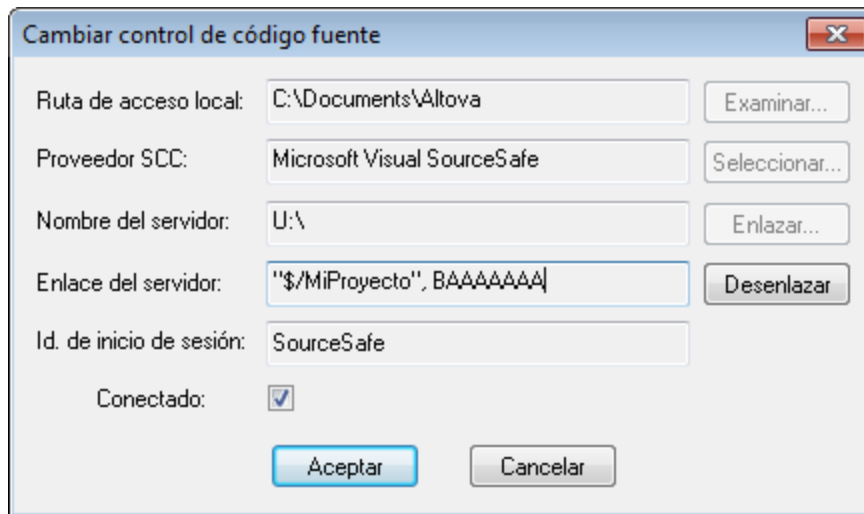 Cambiar control de código fuente
Ruta de acceso local: C:\Documents\Altova Examinar...
Proveedor SCC: Microsoft Visual SourceSafe Seleccionar...
Nombre del servidor: U:\ Enlazar...
Enlace del servidor: "$/MiProyecto", BAAAAAAA Desenlazar
Id. de inicio de sesión: SourceSafe
Conectado:
Aceptar Cancelar